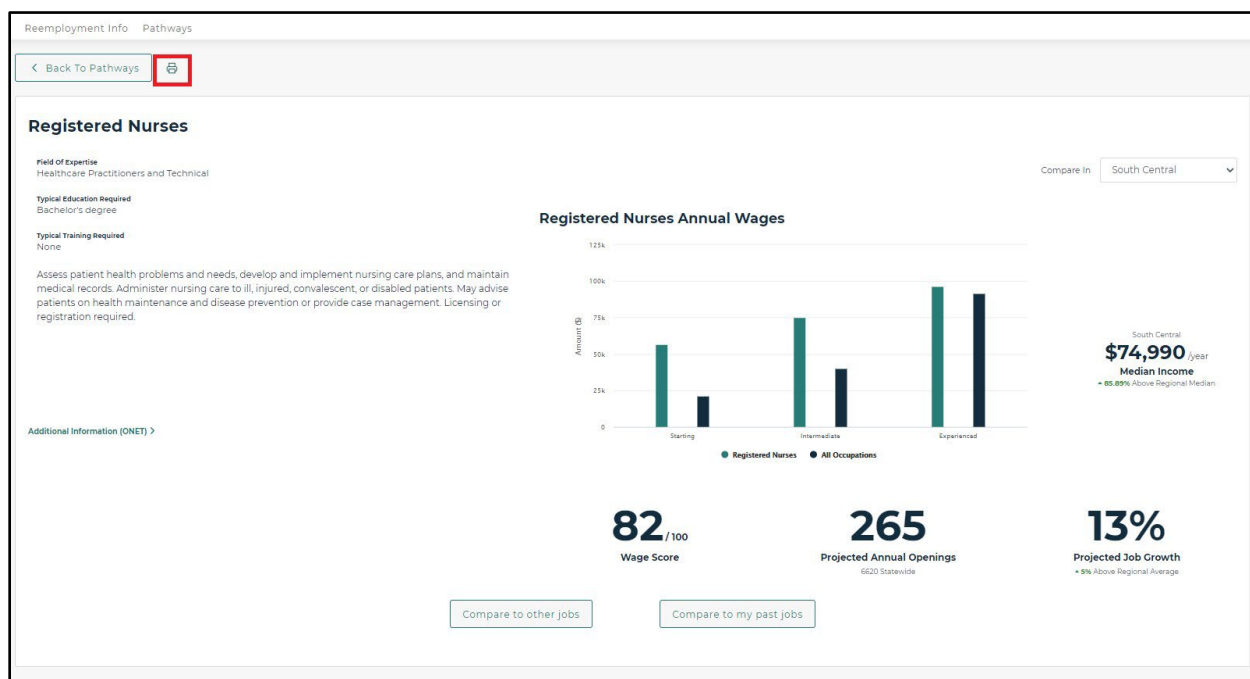 Reemployment Info Pathways
Back To Pathways
Registered Nurses
Field Of Expertise
Healthcare Practitioners and Technical
Typical Education Required
Bachelor's degree
Typical Training Required
None
Assess patient health problems and needs, develop and implement nursing care plans, and maintain
medical records. Administer nursing care to ill, injured, convalescent, or disabled patients. May advise
patients on health maintenance and disease prevention or provide case management. Licensing or
registration required.
Additional Information (ONET) >
Compare In South Central
Registered Nurses Annual Wages
125k
100k
75k
50k
25k
0
Amount ($)
Starting Intermediate Experienced
Registered Nurses All Occupations
South Central
$74,990 /year
Median Income
85.89% Above Regional Median
82 / 100
Wage Score
265
Projected Annual Openings
6620 Statewide
13%
Projected Job Growth
5% Above Regional Average
Compare to other jobs
Compare to my past jobs